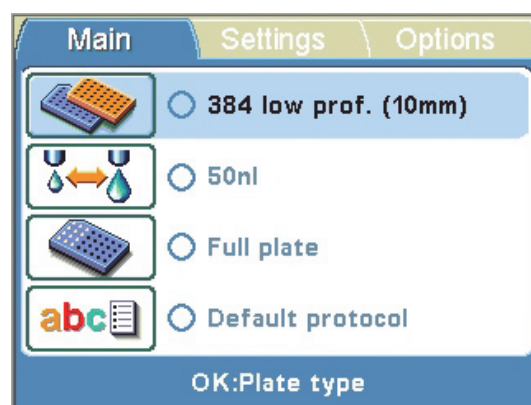 Main Settings Options
384 low prof. (10mm)
50nl
Full plate
abc Default protocol
OK:Plate type